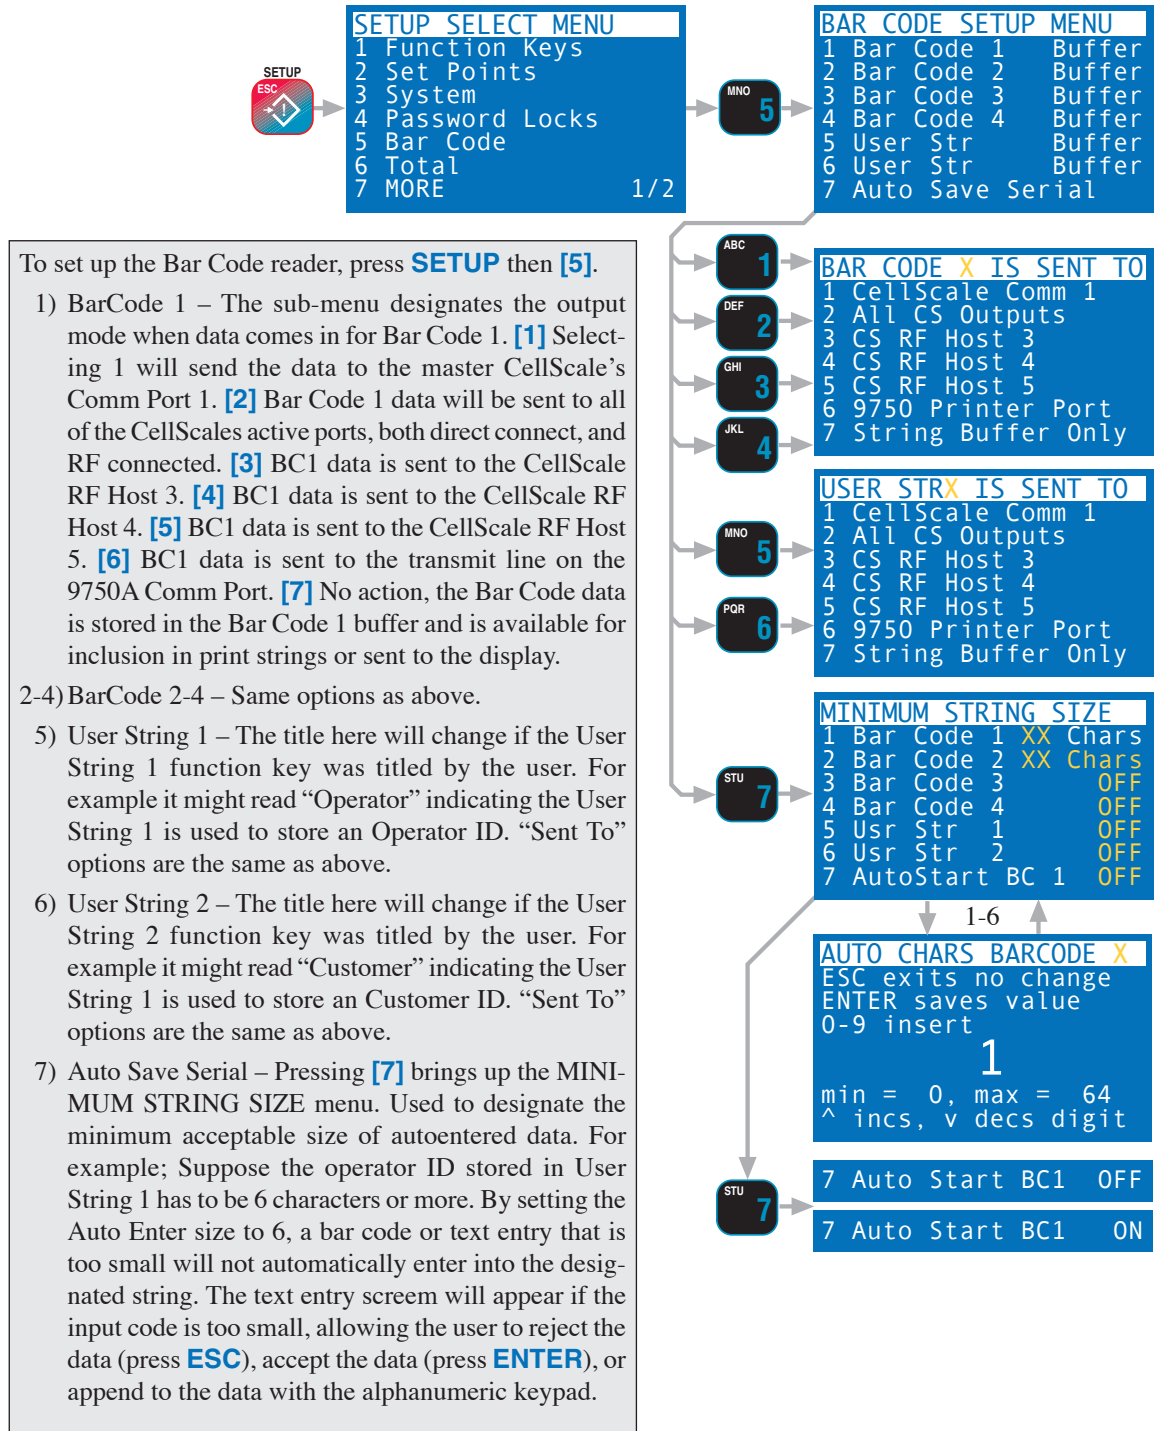 SETUP
ESC
SETUP SELECT MENU
1 Function Keys
2 Set Points
3 System
4 Password Locks
5 Bar Code
6 Total
7 MORE 1/2
MNO
5
BAR CODE SETUP MENU
1 Bar Code 1 Buffer
2 Bar Code 2 Buffer
3 Bar Code 3 Buffer
4 Bar Code 4 Buffer
5 User Str Buffer
6 User Str Buffer
7 Auto Save Serial
To set up the Bar Code reader, press SETUP then [5].
1) BarCode 1 – The sub-menu designates the output
mode when data comes in for Bar Code 1. [1] Select-
ing 1 will send the data to the master CellScale’s
Comm Port 1. [2] Bar Code 1 data will be sent to all
of the CellScales active ports, both direct connect, and
RF connected. [3] BC1 data is sent to the CellScale
RF Host 3. [4] BC1 data is sent to the CellScale RF
Host 4. [5] BC1 data is sent to the CellScale RF Host
5. [6] BC1 data is sent to the transmit line on the
9750A Comm Port. [7] No action, the Bar Code data
is stored in the Bar Code 1 buffer and is available for
inclusion in print strings or sent to the display.
2-4) BarCode 2-4 – Same options as above.
5) User String 1 – The title here will change if the User
String 1 function key was titled by the user. For
example it might read “Operator” indicating the User
String 1 is used to store an Operator ID. “Sent To”
options are the same as above.
6) User String 2 – The title here will change if the User
String 2 function key was titled by the user. For
example it might read “Customer” indicating the User
String 1 is used to store an Customer ID. “Sent To”
options are the same as above.
7) Auto Save Serial – Pressing [7] brings up the MINI-
MUM STRING SIZE menu. Used to designate the
minimum acceptable size of autoentered data. For
example; Suppose the operator ID stored in User
String 1 has to be 6 characters or more. By setting the
Auto Enter size to 6, a bar code or text entry that is
too small will not automatically enter into the desig-
nated string. The text entry screem will appear if the
input code is too small, allowing the user to reject the
data (press ESC), accept the data (press ENTER), or
append to the data with the alphanumeric keypad.
ABC
1
DEF
2
GHI
3
JKL
4
BAR CODE X IS SENT TO
1 CellScale Comm 1
2 All CS Outputs
3 CS RF Host 3
4 CS RF Host 4
5 CS RF Host 5
6 9750 Printer Port
7 String Buffer Only
MNO
5
PQR
6
USER STRX IS SENT TO
1 CellScale Comm 1
2 All CS Outputs
3 CS RF Host 3
4 CS RF Host 4
5 CS RF Host 5
6 9750 Printer Port
7 String Buffer Only
STU
7
MINIMUM STRING SIZE
1 Bar Code 1 XX Chars
2 Bar Code 2 XX Chars
3 Bar Code 3 OFF
4 Bar Code 4 OFF
5 Usr Str 1 OFF
6 Usr Str 2 OFF
7 AutoStart BC 1 OFF
1-6
AUTO CHARS BARCODE X
ESC exits no change
ENTER saves value
0-9 insert
1
min = 0, max = 64
^ incs, v decs digit
STU
7
7 Auto Start BC1 OFF
7 Auto Start BC1 ON